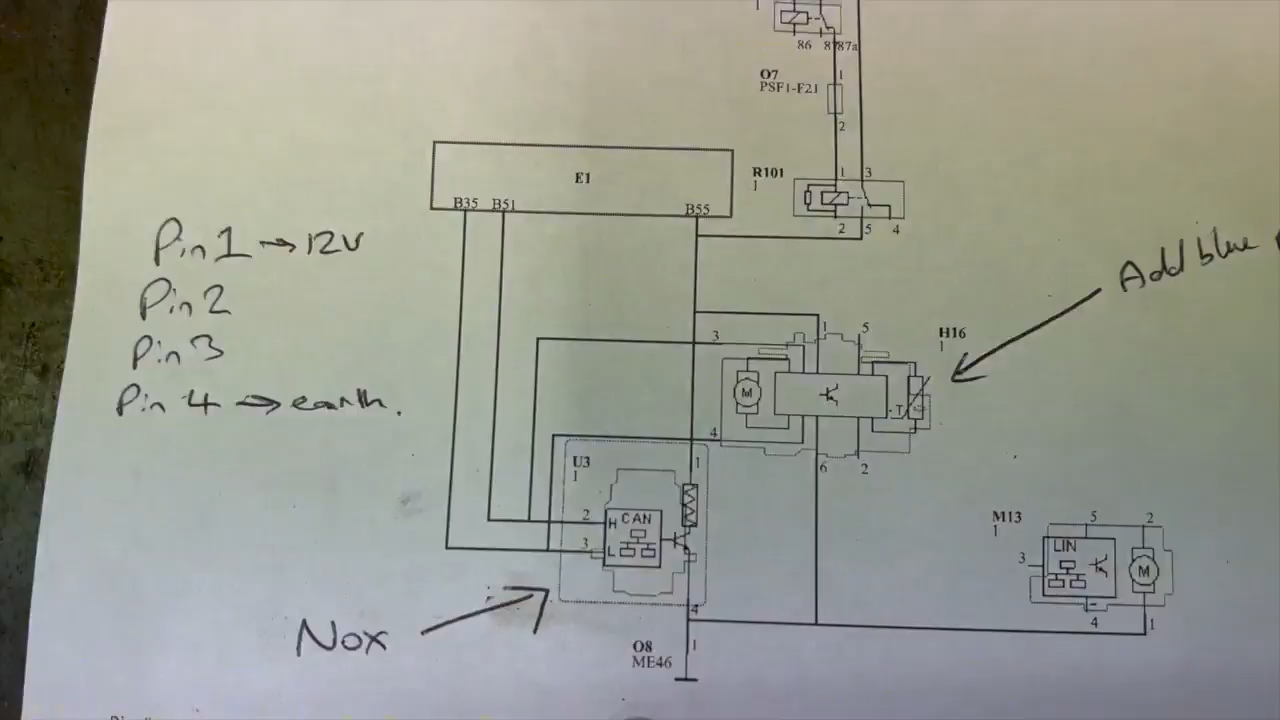 1
86 87 87a
O7
PSF1-F21
1
2
R101
1
1 3
2 5 4
E1
B35 B51 B55
Pin 1 → 12V
Pin 2
Pin 3
Pin 4 → earth.
Add blue
H16
1
3
1 5
M
T
4
6 2
U3
1
1
2
H CAN
3
L
4
Nox
O8
ME46
1
M13
1
5 2
3
LIN
M
4
1